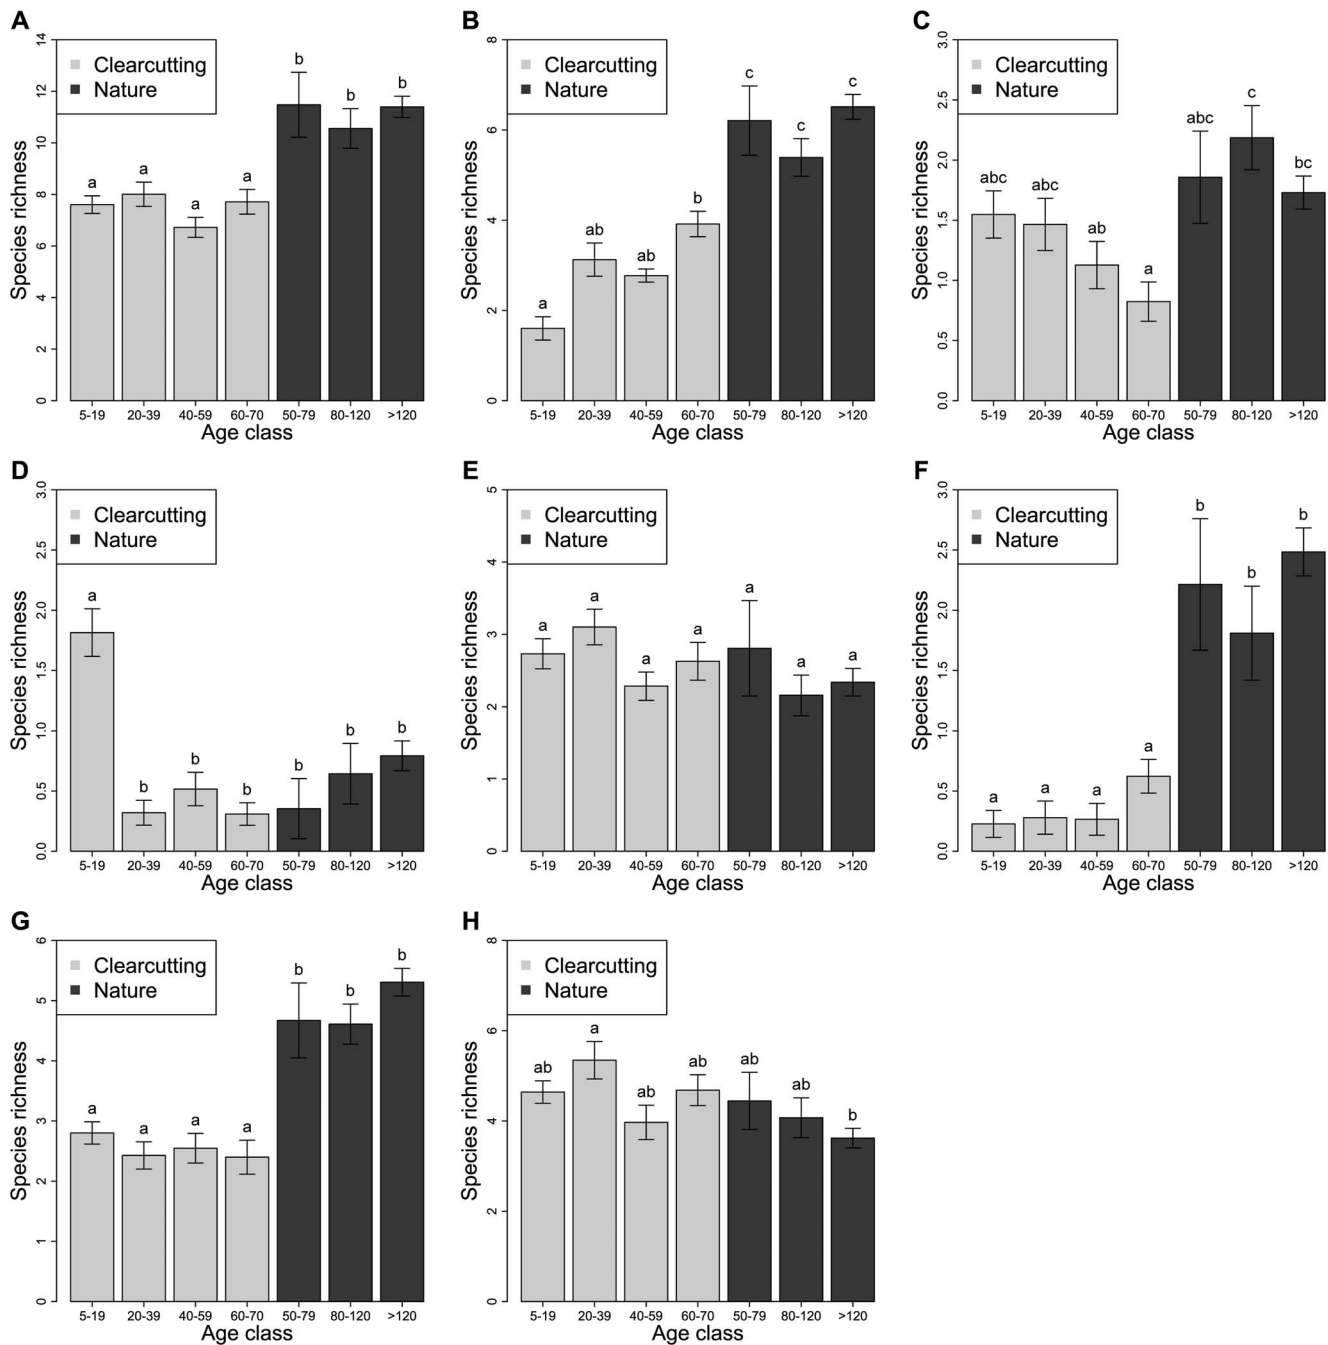 A
Clearcutting
Nature
Species richness
0 2 4 6 8 10 12 14
a a a a b b b
5-19 20-39 40-59 60-70 50-79 80-120 >120
Age class
B
Clearcutting
Nature
Species richness
0 2 4 6 8
a ab ab b c c c
5-19 20-39 40-59 60-70 50-79 80-120 >120
Age class
C
Clearcutting
Nature
Species richness
0.0 0.5 1.0 1.5 2.0 2.5 3.0
abc abc ab a abc c bc
5-19 20-39 40-59 60-70 50-79 80-120 >120
Age class
D
Clearcutting
Nature
Species richness
0.0 0.5 1.0 1.5 2.0 2.5 3.0
a b b b b b b
5-19 20-39 40-59 60-70 50-79 80-120 >120
Age class
E
Clearcutting
Nature
Species richness
0 1 2 3 4 5
a a a a a a a
5-19 20-39 40-59 60-70 50-79 80-120 >120
Age class
F
Clearcutting
Nature
Species richness
0.0 0.5 1.0 1.5 2.0 2.5 3.0
a a a a b b b
5-19 20-39 40-59 60-70 50-79 80-120 >120
Age class
G
Clearcutting
Nature
Species richness
0 1 2 3 4 5 6
a a a a b b b
5-19 20-39 40-59 60-70 50-79 80-120 >120
Age class
H
Clearcutting
Nature
Species richness
0 2 4 6 8
ab a ab ab ab ab b
5-19 20-39 40-59 60-70 50-79 80-120 >120
Age class